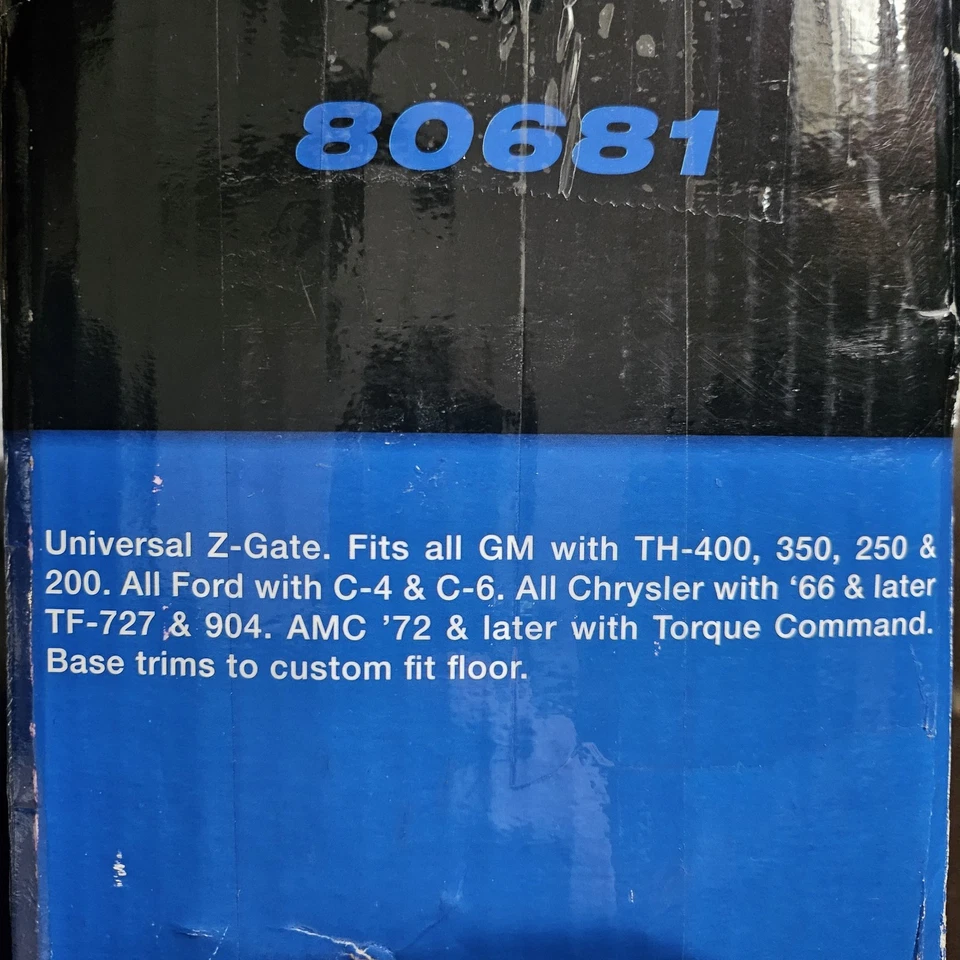 80681
Universal Z-Gate. Fits all GM with TH-400, 350, 250 &
200. All Ford with C-4 & C-6. All Chrysler with ‘66 & later
TF-727 & 904. AMC ’72 & later with Torque Command.
Base trims to custom fit floor.